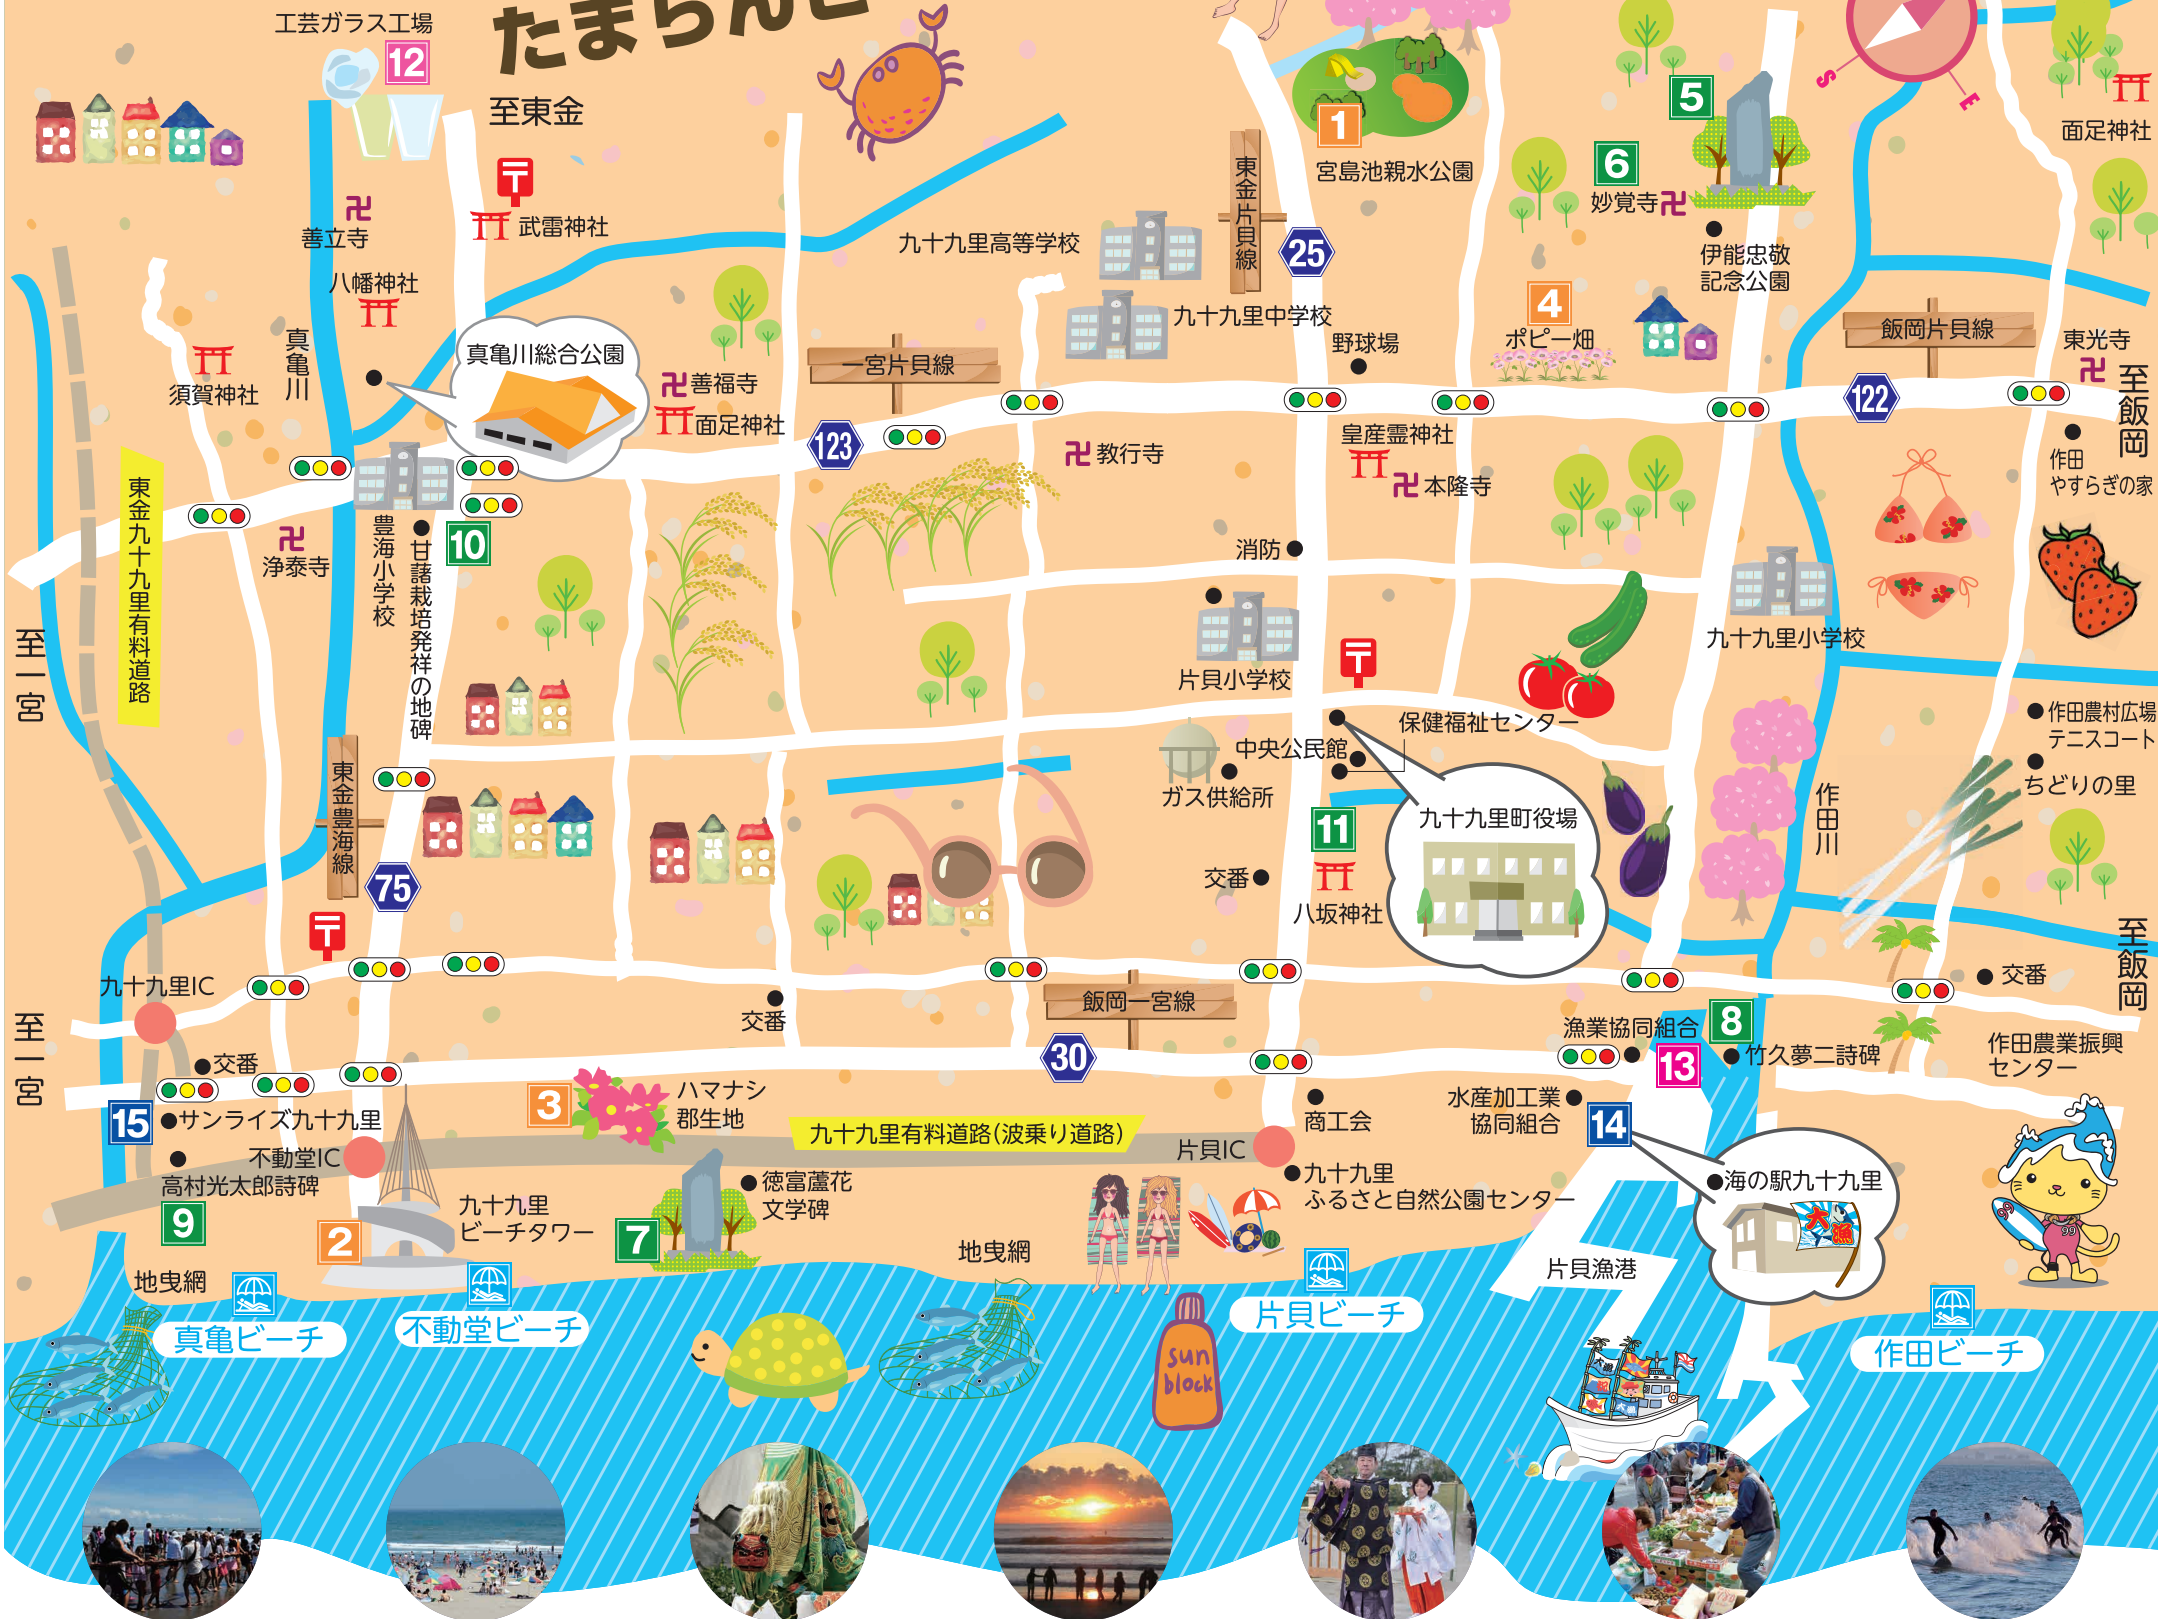 たまらんど
工芸ガラス工場
12
至東金
善立寺
武雷神社
八幡神社
真亀川
須賀神社
真亀川総合公園
善福寺
面足神社
一宮片貝線
123
九十九里高等学校
九十九里中学校
東金片貝線
25
1
宮島池親水公園
野球場
5
6
妙覚寺
伊能忠敬
記念公園
4
ポピー畑
S
E
面足神社
飯岡片貝線
122
東光寺
至飯岡
作田
やすらぎの家
皇産霊神社
本隆寺
教行寺
東金九十九里有料道路
浄泰寺
豊海小学校
10
甘諸栽培発祥の地碑
至一宮
消防
片貝小学校
九十九里小学校
保健福祉センター
中央公民館
ガス供給所
九十九里町役場
11
八坂神社
交番
作田川
作田農村広場
テニスコート
ちどりの里
東金豊海線
75
至飯岡
交番
九十九里IC
至一宮
交番
交番
飯岡一宮線
30
漁業協同組合
8
13
竹久夢二詩碑
作田農業振興
センター
15
サンライズ九十九里
不動堂IC
高村光太郎詩碑
9
2
九十九里
ビーチタワー
3
ハマナシ
郡生地
九十九里有料道路(波乗り道路)
片貝IC
商工会
水産加工業
協同組合
14
海の駅九十九里
大漁
7
徳富蘆花
文学碑
九十九里
ふるさと自然公園センター
片貝漁港
99
99
地曳網
地曳網
真亀ビーチ
不動堂ビーチ
片貝ビーチ
作田ビーチ
sun
block